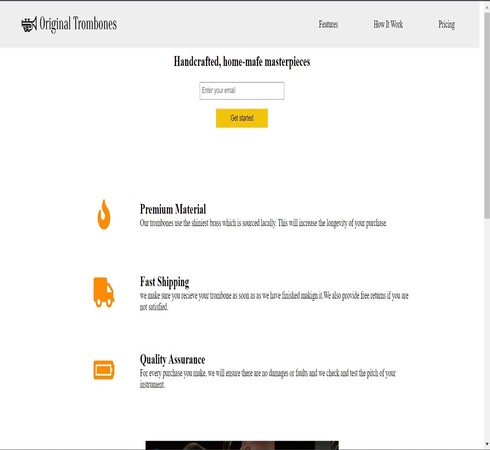 Original Trombones
Features
How It Work
Pricing
Handcrafted, home-mafe masterpieces
Enter your email
Get started
Premium Material
Our trombones use the shiniest brass which is sourced locally. This will increase the longevity of your purchase.
Fast Shipping
we make sure you recieve your trombone as soon as as we have finished makign it.We also provide free returns if you are
not satisfied.
Quality Assurance
For every purchase you make, we will ensure there are no damages or faults and we check and test the pitch of your
instrument.